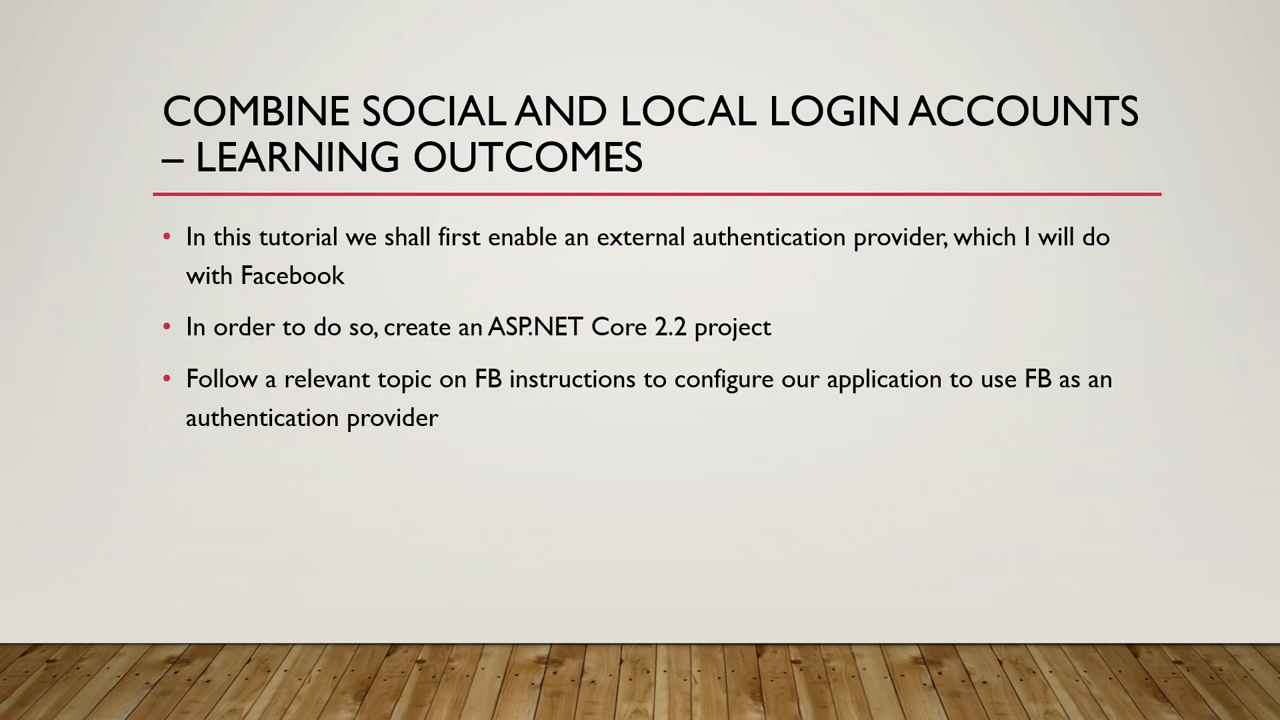 COMBINE SOCIAL AND LOCAL LOGIN ACCOUNTS
– LEARNING OUTCOMES
• In this tutorial we shall first enable an external authentication provider, which I will do
with Facebook
• In order to do so, create an ASP.NET Core 2.2 project
• Follow a relevant topic on FB instructions to configure our application to use FB as an
authentication provider